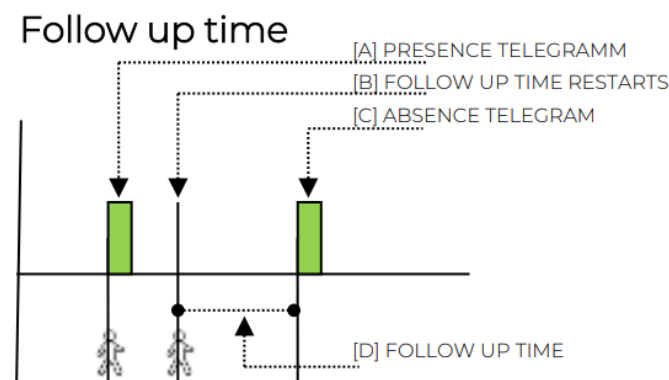 Follow up time
[A] PRESENCE TELEGRAMM
[B] FOLLOW UP TIME RESTARTS
[C] ABSENCE TELEGRAM
[D] FOLLOW UP TIME